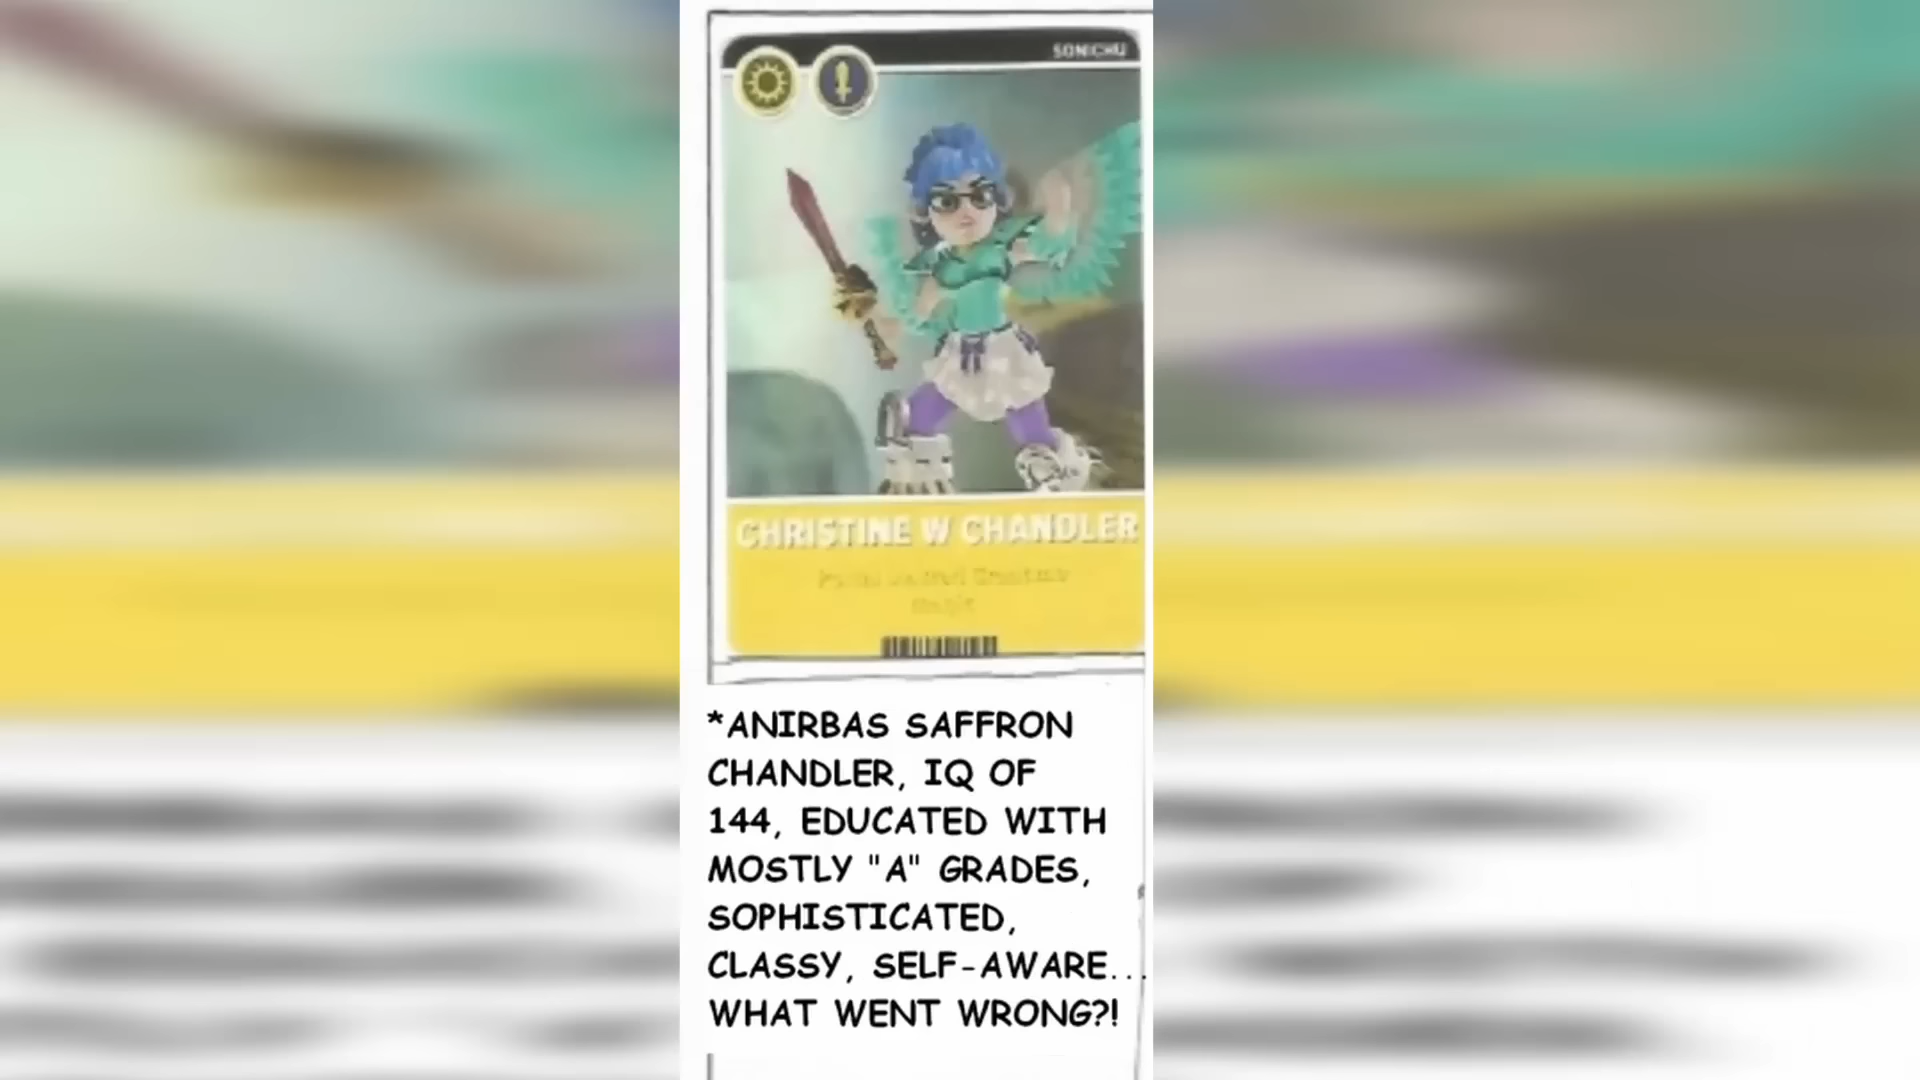 SONICHU
CHRISTINE W CHANDLER
*ANIRBAS SAFFRON
CHANDLER, IQ OF
144, EDUCATED WITH
MOSTLY "A" GRADES,
SOPHISTICATED,
CLASSY, SELF-AWARE...
WHAT WENT WRONG?!